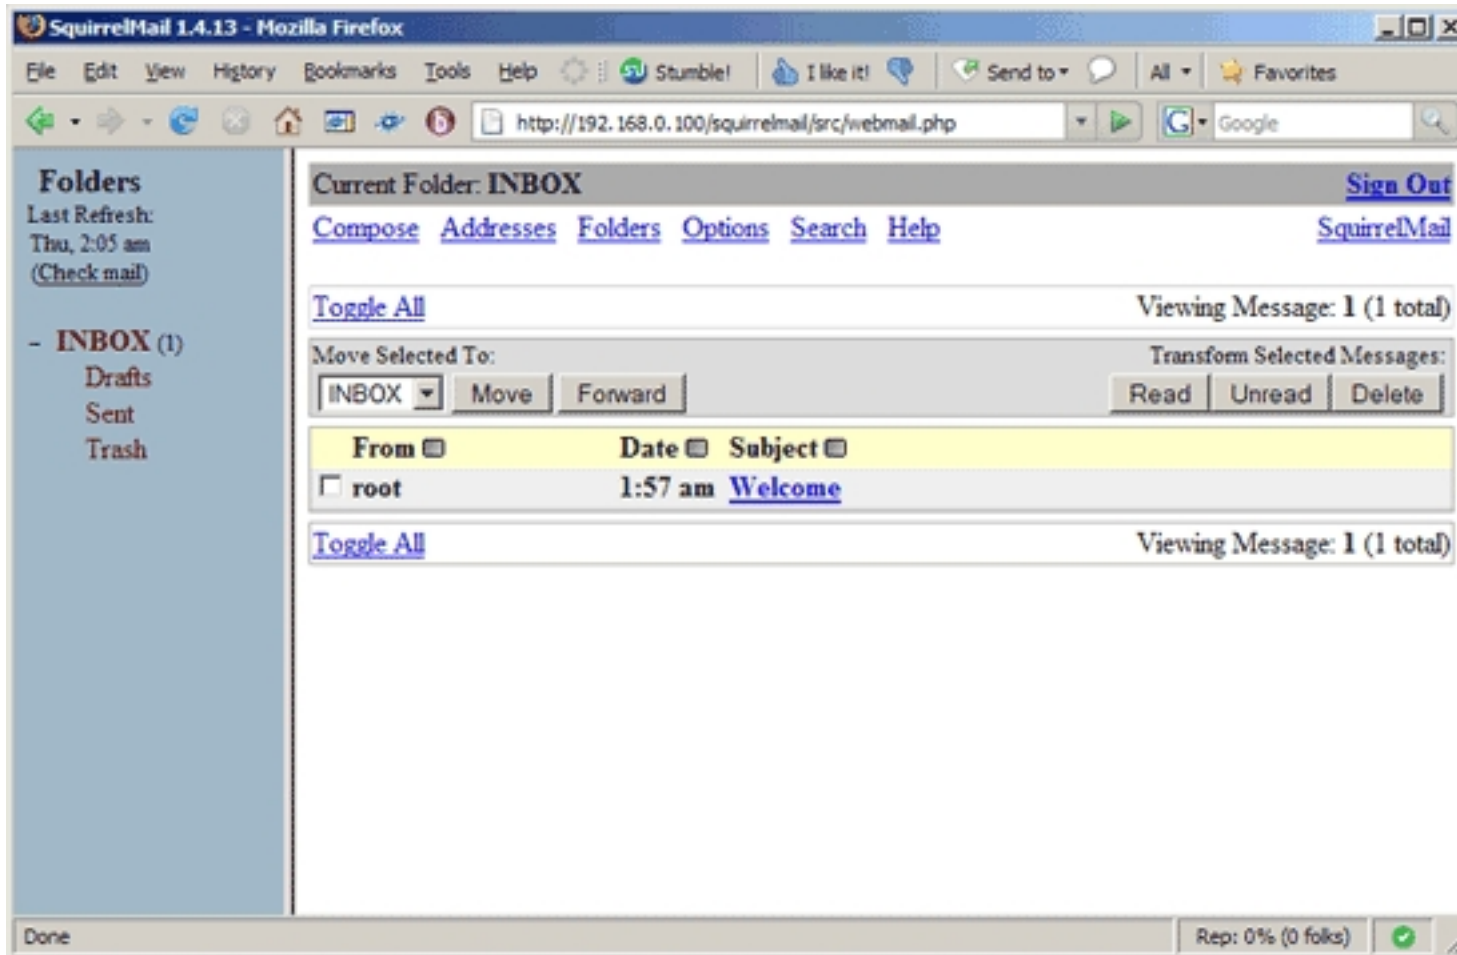 SquirrelMail 1.4.13 - Mozilla Firefox
File Edit View History Bookmarks Tools Help Stumble! I like it! Send to All Favorites
http://192.168.0.100/squirrelmail/src/webmail.php G Google
Folders
Last Refresh:
Thu, 2:05 am
(Check mail)
- INBOX (1)
Drafts
Sent
Trash
Current Folder: INBOX Sign Out
Compose Addresses Folders Options Search Help SquirrelMail
Toggle All Viewing Message: 1 (1 total)
Move Selected To: Transform Selected Messages:
INBOX Move Forward Read Unread Delete
From Date Subject
root 1:57 am Welcome
Toggle All Viewing Message: 1 (1 total)
Done Rep: 0% (0 folks)